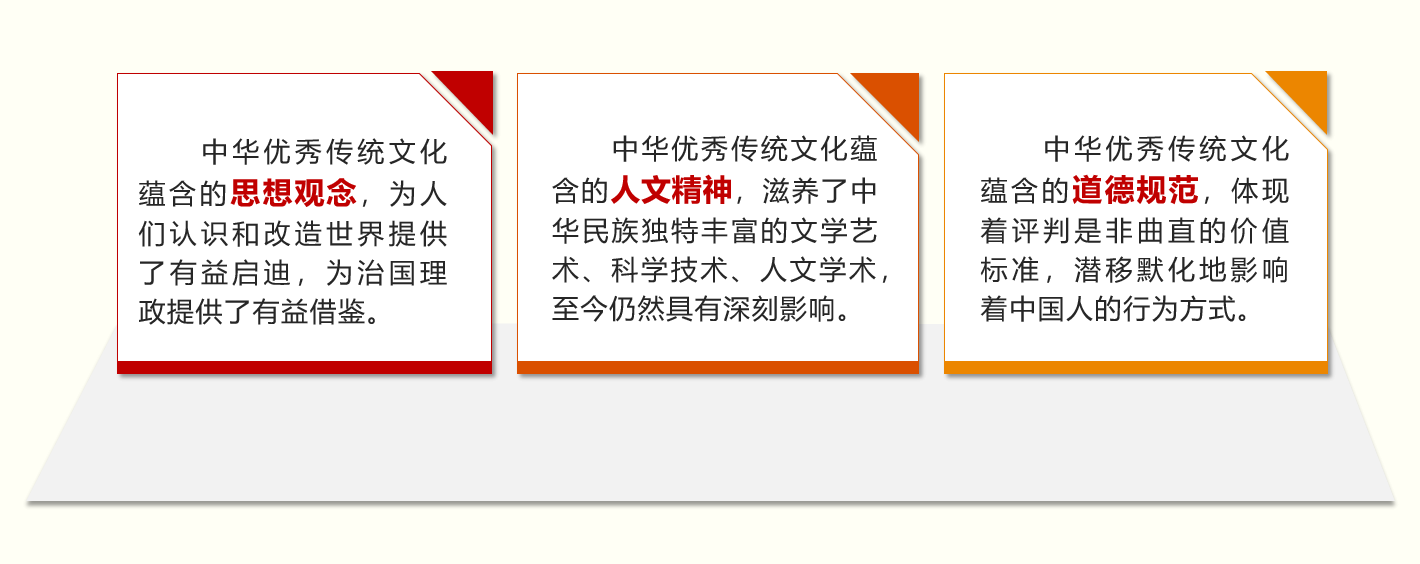 中华优秀传统文化
蕴含的思想观念，为人
们认识和改造世界提供
了有益启迪，为治国理
政提供了有益借鉴。
中华优秀传统文化蕴
含的人文精神，滋养了中
华民族独特丰富的文学艺
术、科学技术、人文学术，
至今仍然具有深刻影响。
中华优秀传统文化
蕴含的道德规范，体现
着评判是非曲直的价值
标准，潜移默化地影响
着中国人的行为方式。